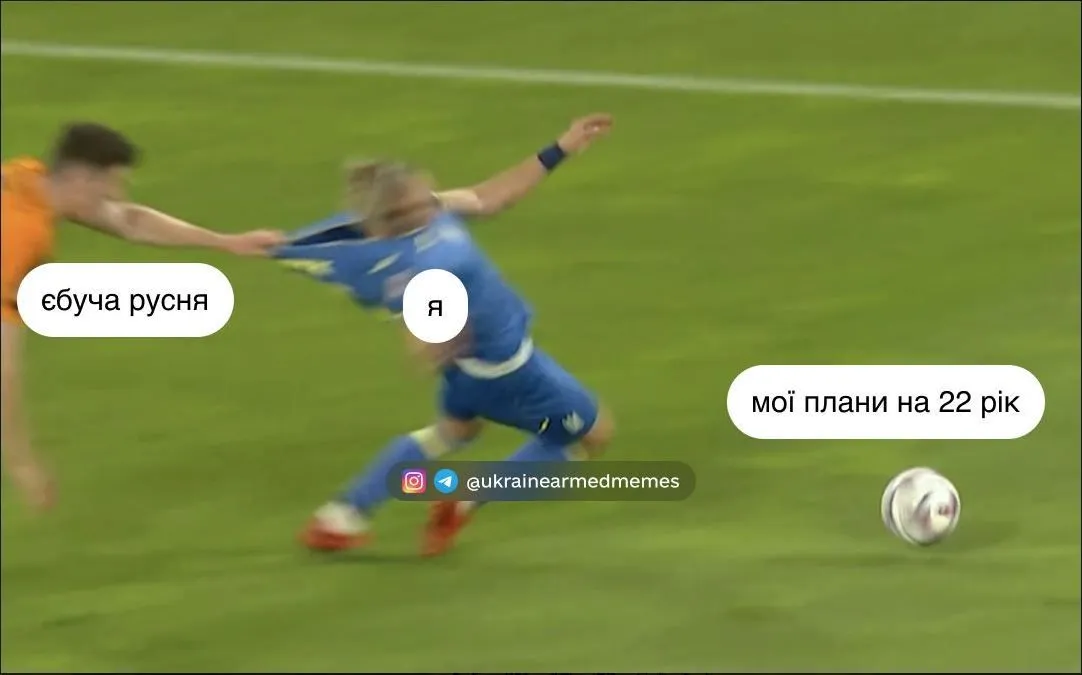 єбуча русня
я
мої плани на 22 рік
@ukrainearmedmemes